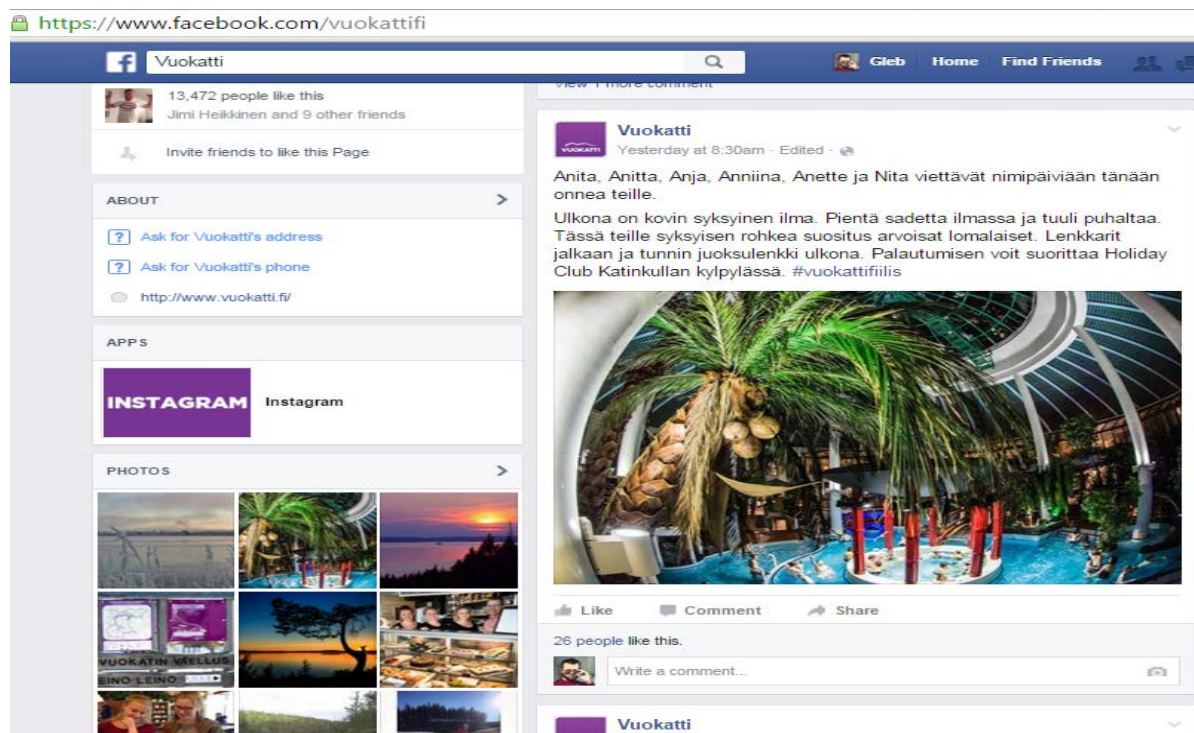 https://www.facebook.com/vuokattifi
Vuokatti
Gleb Home Find Friends
13,472 people like this
Jimi Heikkinen and 9 other friends
Invite friends to like this Page
ABOUT
Ask for Vuokatti's address
Ask for Vuokatti's phone
http://www.vuokatti.fi/
APPS
INSTAGRAM Instagram
PHOTOS
VUOKATIN VAELLUS
EINO LEINO
View 1 more comment
VUOKATTI
Vuokatti
Yesterday at 8:30am · Edited ·
Anita, Anitta, Anja, Anniina, Anette ja Nita viettävät nimipäiviään tänään
onnea teille.
Ulkona on kovin syksyinen ilma. Pientä sadetta ilmassa ja tuuli puhaltaa.
Tässä teille syksyisen rohkea suositus arvoisat lomalaiset. Lenkkarit
jalkaan ja tunnin juoksulenkki ulkona. Palautumisen voit suorittaa Holiday
Club Katinkullan kylpylässä. #vuokattifiilis
Like Comment Share
26 people like this.
Write a comment...
Vuokatti